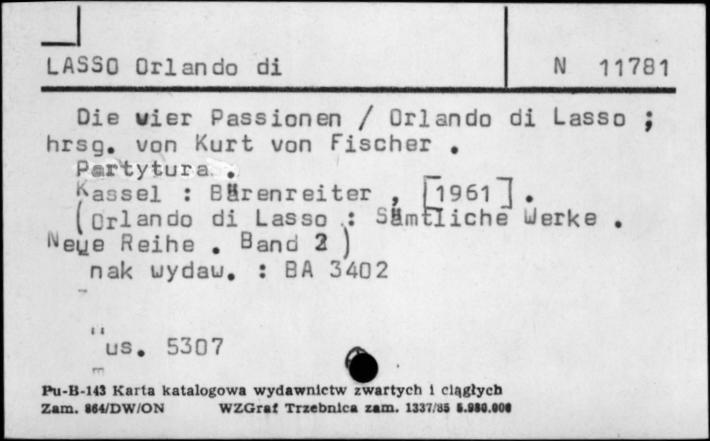 LASSO Orlando di N 11781
Die vier Passionen / Orlando di Lasso ;
hrsg. von Kurt von Fischer .
Partytura .
Kassel : Bärenreiter , [1961] .
(Orlando di Lasso : Sämtliche Werke .
Neue Reihe . Band 2 )
nak wydaw. : BA 3402
us. 5307
Pu-B-143 Karta katalogowa wydawnictw zwartych i ciągłych
Zam. 864/DW/ON WZGraf Trzebnica zam. 1337/85 5.980.000